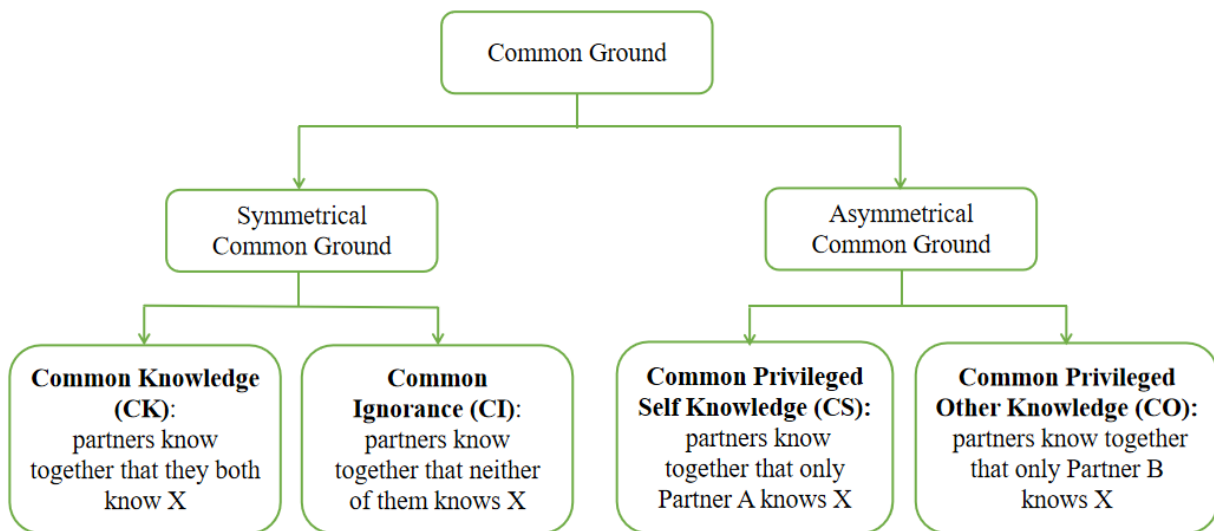 Common Ground
Symmetrical
Common Ground
Asymmetrical
Common Ground
Common Knowledge
(CK):
partners know
together that they both
know X
Common
Ignorance (CI):
partners know
together that neither
of them knows X
Common Privileged
Self Knowledge (CS):
partners know
together that only
Partner A knows X
Common Privileged
Other Knowledge (CO):
partners know together
that only Partner B
knows X